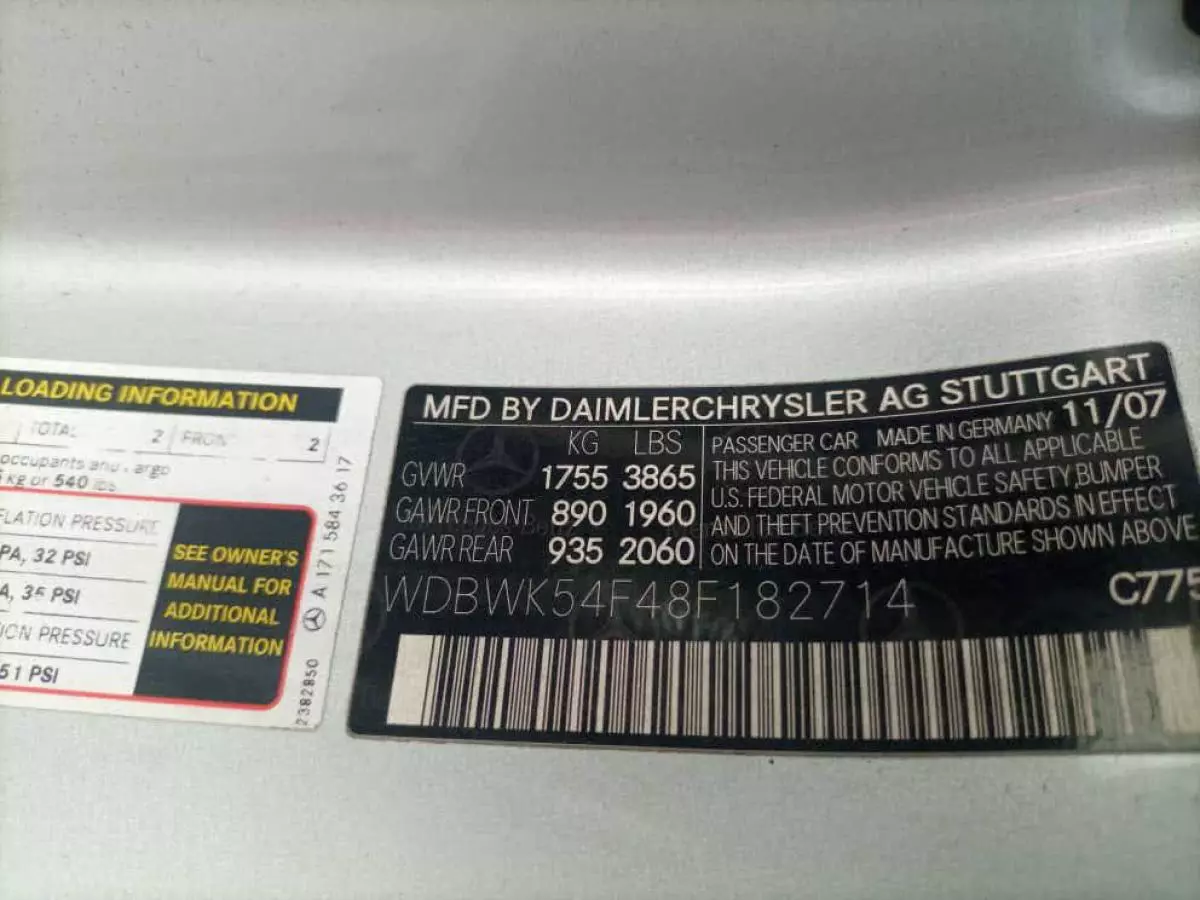 LOADING INFORMATION
TOTAL 2 FRONT 2
occupants and
kg or 540 lbs
FLATION PRESSURE
PA, 32 PSI
A, 35 PSI
ION PRESSURE
51 PSI
SEE OWNER'S
MANUAL FOR
ADDITIONAL
INFORMATION
A 171 584 36 17
2382850
MFD BY DAIMLERCHRYSLER AG STUTTGART
KG LBS
GVWR 1755 3865
GAWR FRONT 890 1960
GAWR REAR 935 2060
PASSENGER CAR MADE IN GERMANY 11/07
THIS VEHICLE CONFORMS TO ALL APPLICABLE
U.S. FEDERAL MOTOR VEHICLE SAFETY,BUMPER
AND THEFT PREVENTION STANDARDS IN EFFECT
ON THE DATE OF MANUFACTURE SHOWN ABOVE
WDBWK54F48F182714
C775